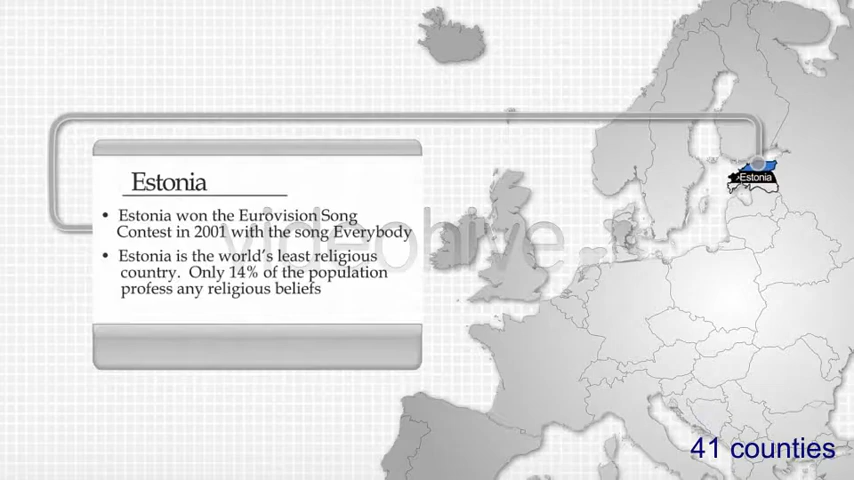 Estonia
Estonia
• Estonia won the Eurovision Song
Contest in 2001 with the song Everybody
• Estonia is the world's least religious
country. Only 14% of the population
profess any religious beliefs
videohive
41 counties